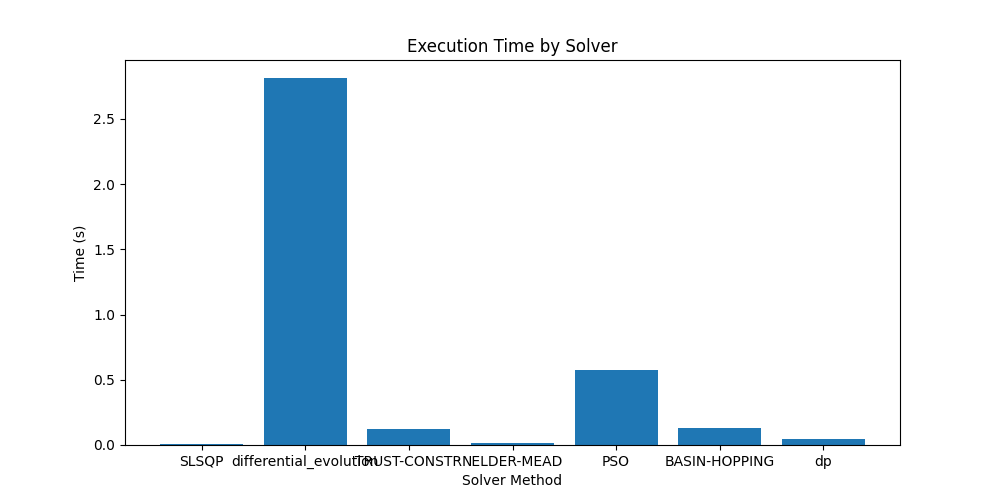 Execution Time by Solver
Time (s)
2.5
2.0
1.5
1.0
0.5
0.0
SLSQP differential_evolution TRUST-CONSTR NELDER-MEAD PSO BASIN-HOPPING dp
Solver Method